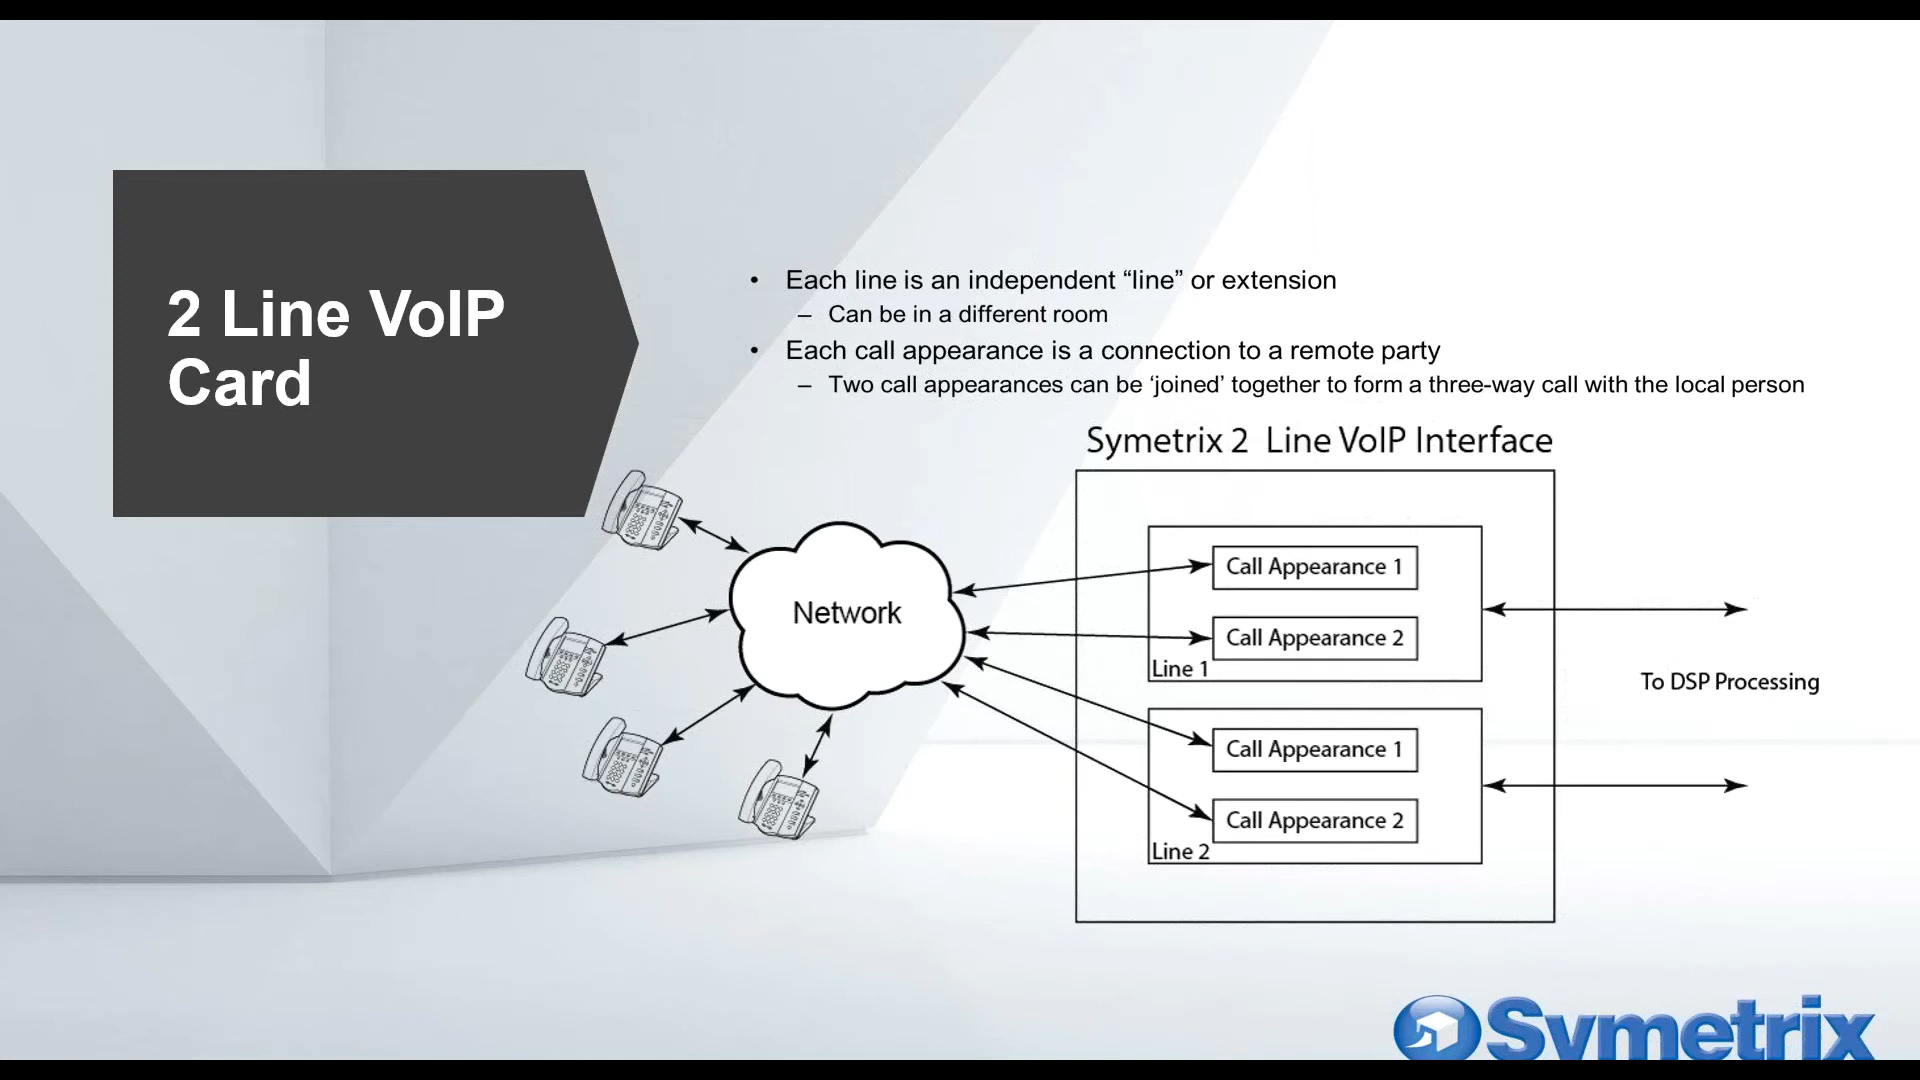 2 Line VoIP
Card
• Each line is an independent “line” or extension
– Can be in a different room
• Each call appearance is a connection to a remote party
– Two call appearances can be ‘joined’ together to form a three-way call with the local person
Symetrix 2 Line VoIP Interface
Network
Call Appearance 1
Call Appearance 2
Line 1
Call Appearance 1
Call Appearance 2
Line 2
To DSP Processing
Symetrix